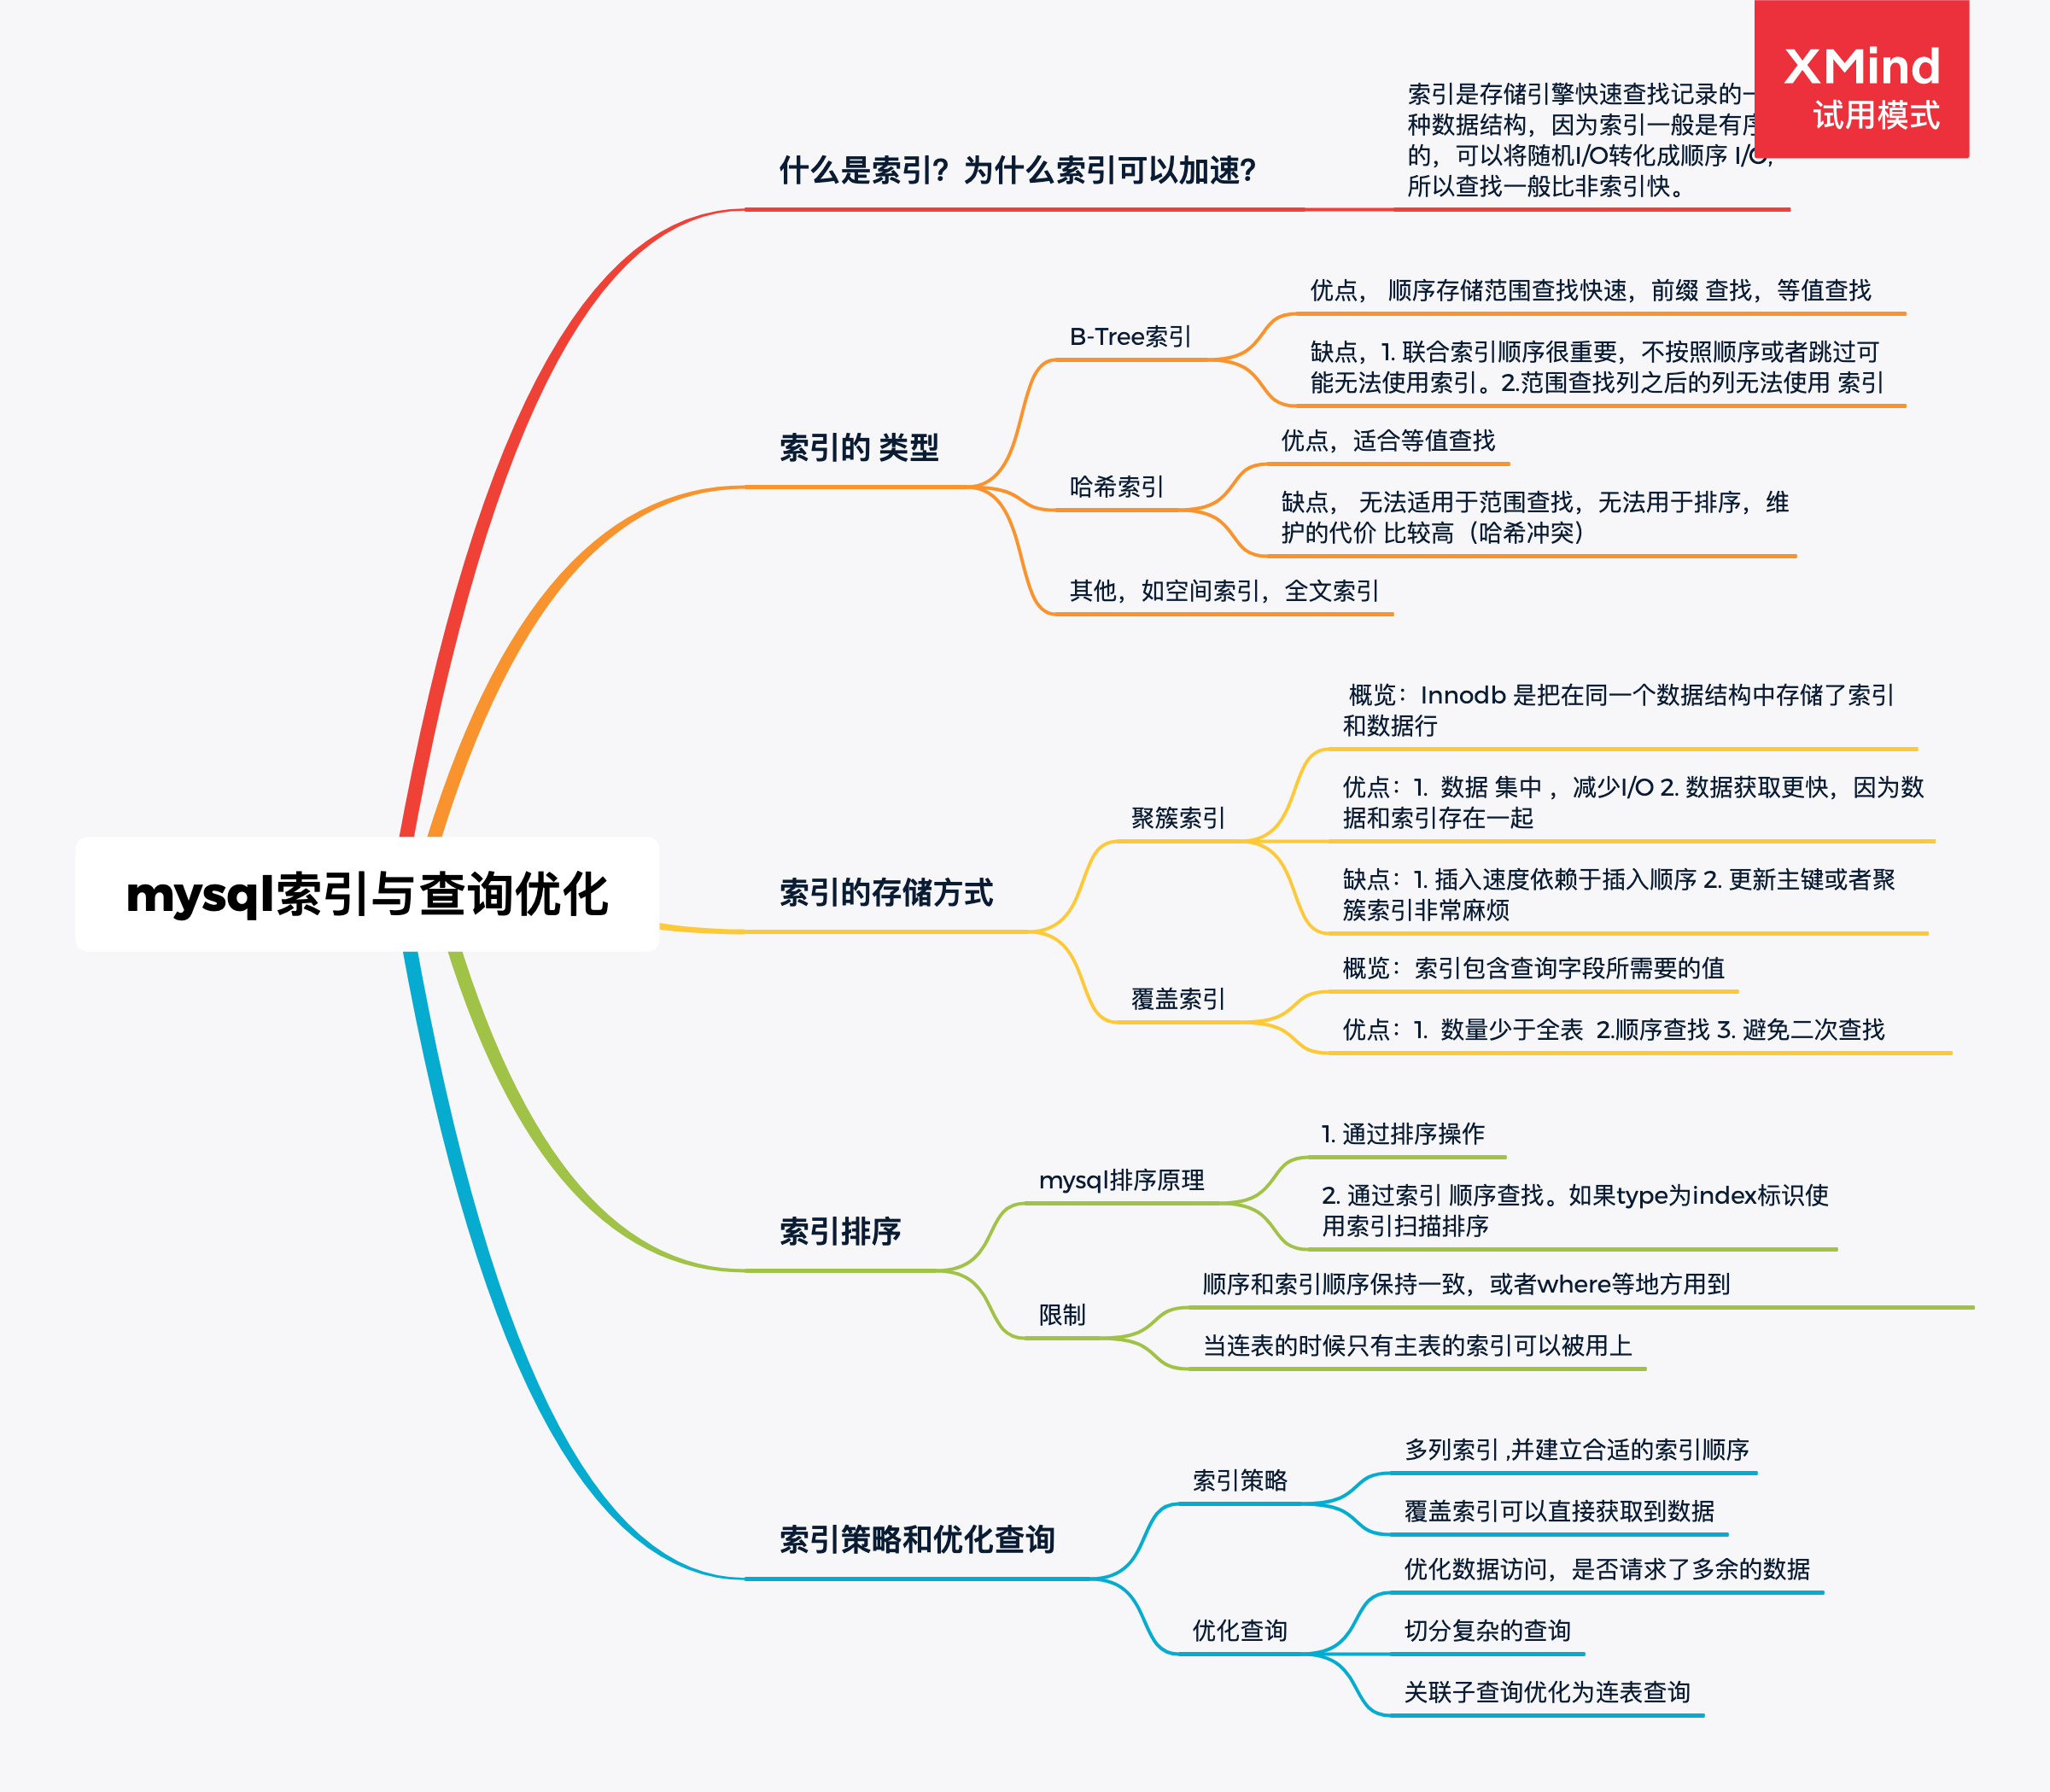 XMind
试用模式
索引是存储引擎快速查找记录的一
种数据结构，因为索引一般是有序
的，可以将随机I/O转化成顺序 I/O,
所以查找一般比非索引快。
什么是索引？为什么索引可以加速？
优点， 顺序存储范围查找快速，前缀 查找，等值查找
B-Tree索引
缺点，1. 联合索引顺序很重要，不按照顺序或者跳过可
能无法使用索引。2.范围查找列之后的列无法使用 索引
索引的 类型
优点，适合等值查找
哈希索引
缺点， 无法适用于范围查找，无法用于排序，维
护的代价 比较高（哈希冲突）
其他，如空间索引，全文索引
概览：Innodb 是把在同一个数据结构中存储了索引
和数据行
优点：1. 数据 集中 ，减少I/O 2. 数据获取更快，因为数
据和索引存在一起
聚簇索引
缺点：1. 插入速度依赖于插入顺序 2. 更新主键或者聚
簇索引非常麻烦
mysql索引与查询优化
索引的存储方式
概览：索引包含查询字段所需要的值
覆盖索引
优点：1. 数量少于全表 2.顺序查找 3. 避免二次查找
1. 通过排序操作
mysql排序原理
2. 通过索引 顺序查找。如果type为index标识使
用索引扫描排序
索引排序
顺序和索引顺序保持一致，或者where等地方用到
限制
当连表的时候只有主表的索引可以被用上
多列索引 ,并建立合适的索引顺序
索引策略
覆盖索引可以直接获取到数据
索引策略和优化查询
优化数据访问，是否请求了多余的数据
优化查询
切分复杂的查询
关联子查询优化为连表查询